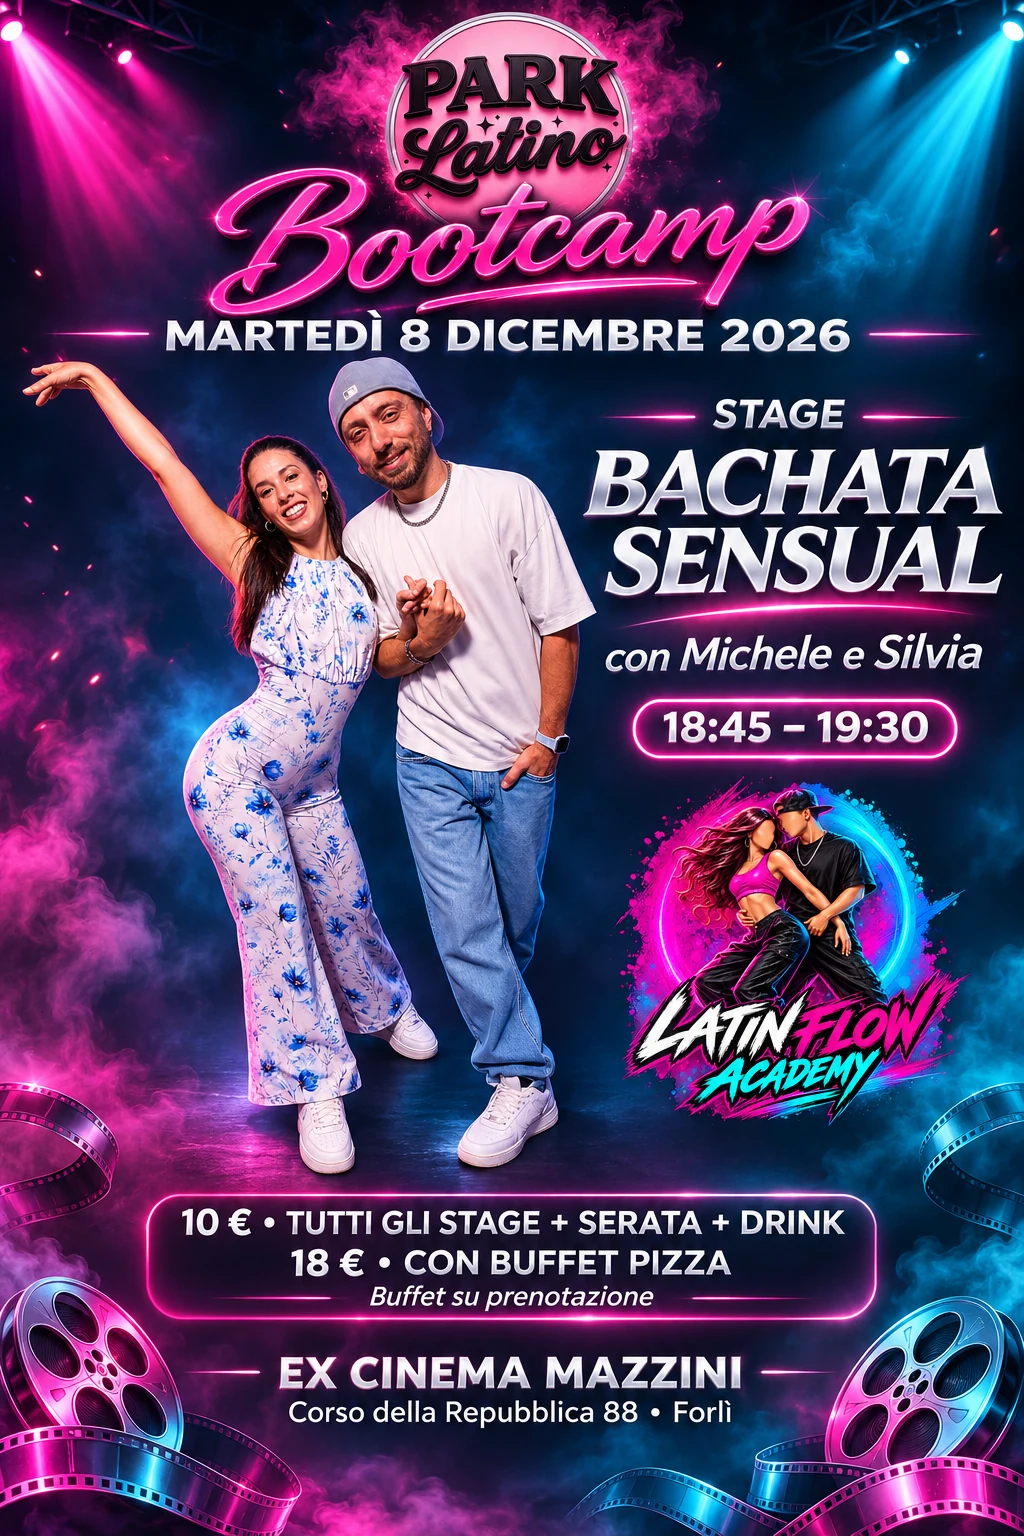 PARK
Latino
Bootcamp
MARTEDÌ 8 DICEMBRE 2026
STAGE
BACHATA
SENSUAL
con Michele e Silvia
18:45 – 19:30
LATIN FLOW
ACADEMY
10 € • TUTTI GLI STAGE + SERATA + DRINK
18 € • CON BUFFET PIZZA
Buffet su prenotazione
EX CINEMA MAZZINI
Corso della Repubblica 88 • Forlì